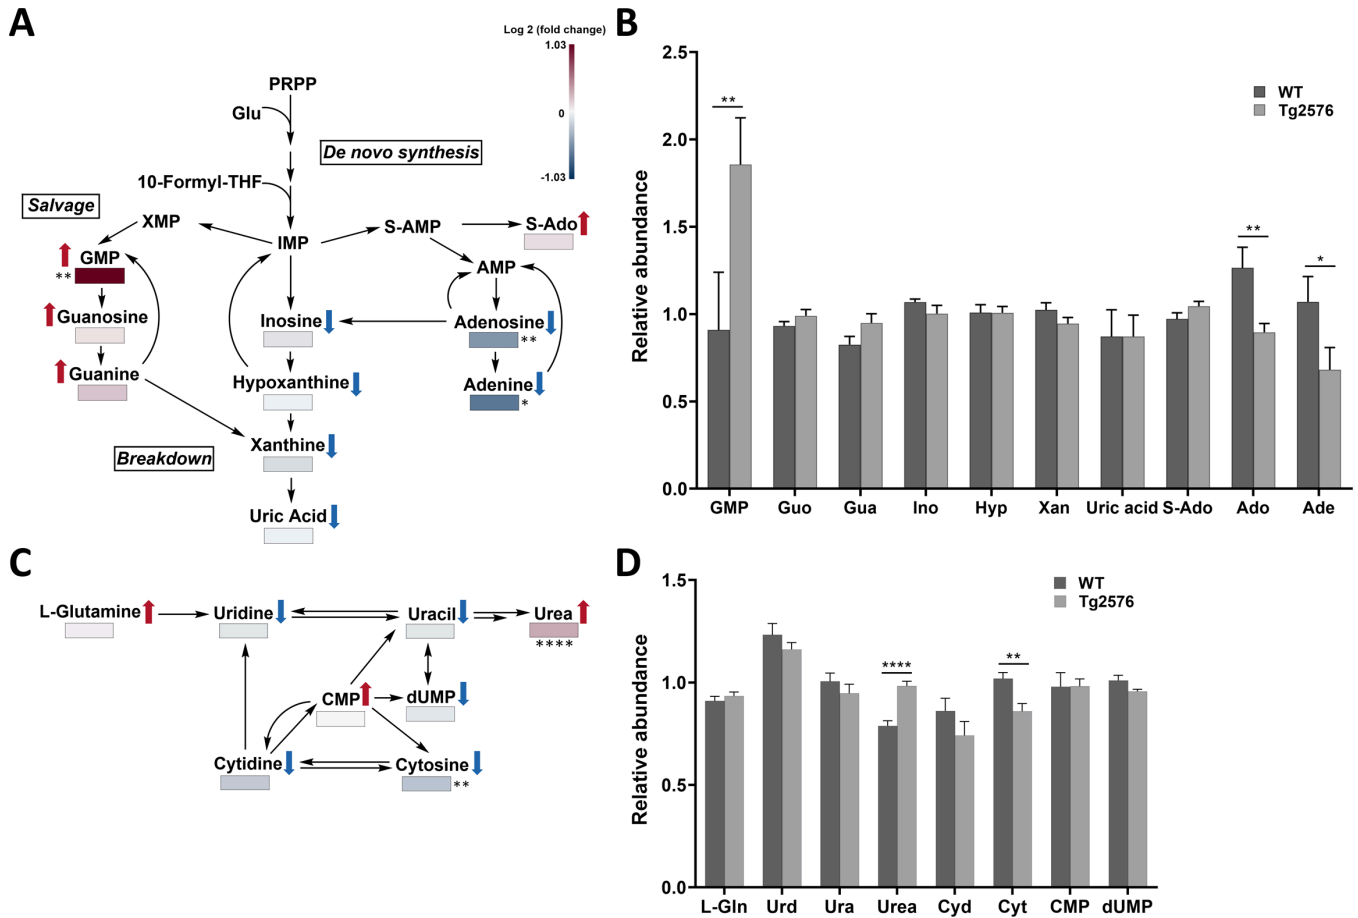 A
Log 2 (fold change)
1.03
0
-1.03
PRPP
Glu
De novo synthesis
10-Formyl-THF
Salvage
XMP
IMP
S-AMP
S-Ado
GMP
**
AMP
Guanosine
Inosine
Adenosine
**
Guanine
Hypoxanthine
Adenine
*
Xanthine
Breakdown
Uric Acid
B
2.5
2.0
1.5
1.0
0.5
0.0
Relative abundance
WT
Tg2576
**
**
*
GMP Guo Gua Ino Hyp Xan Uric acid S-Ado Ado Ade
C
L-Glutamine Uridine Uracil Urea
****
CMP dUMP
Cytidine Cytosine
**
D
1.5
1.0
0.5
0.0
Relative abundance
WT
Tg2576
****
**
L-Gln Urd Ura Urea Cyd Cyt CMP dUMP